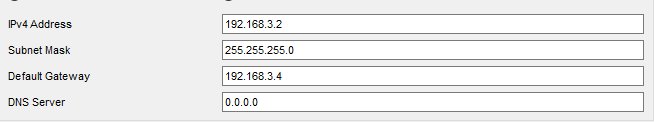 IPv4 Address 192.168.3.2
Subnet Mask 255.255.255.0
Default Gateway 192.168.3.4
DNS Server 0.0.0.0